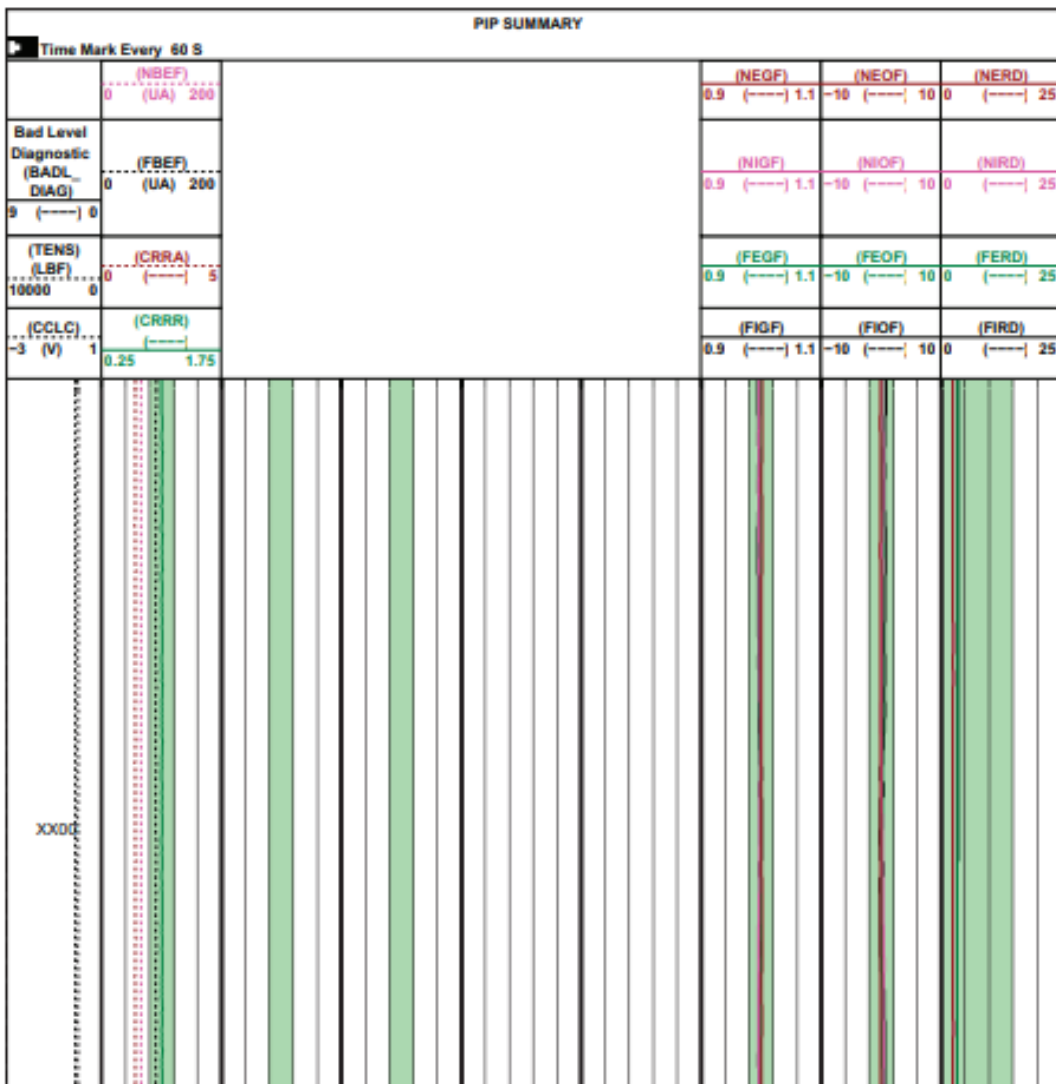 PIP SUMMARY
Time Mark Every 60 S
(NBEF)
0 (UA) 200
(NEGF)
0.9 (----) 1.1
(NEOF)
-10 (----) 10
(NERD)
0 (----) 25
Bad Level
Diagnostic
(BADL_
DIAG)
9 (----) 0
(FBEF)
0 (UA) 200
(NIGF)
0.9 (----) 1.1
(NIOF)
-10 (----) 10
(NIRD)
0 (----) 25
(TENS)
(LBF)
10000 0
(CRRA)
0 (----) 5
(FEGF)
0.9 (----) 1.1
(FEOF)
-10 (----) 10
(FERD)
0 (----) 25
(CCLC)
-3 (V) 1
(CRRR)
(----)
0.25 1.75
(FIGF)
0.9 (----) 1.1
(FIOF)
-10 (----) 10
(FIRD)
0 (----) 25
XX00